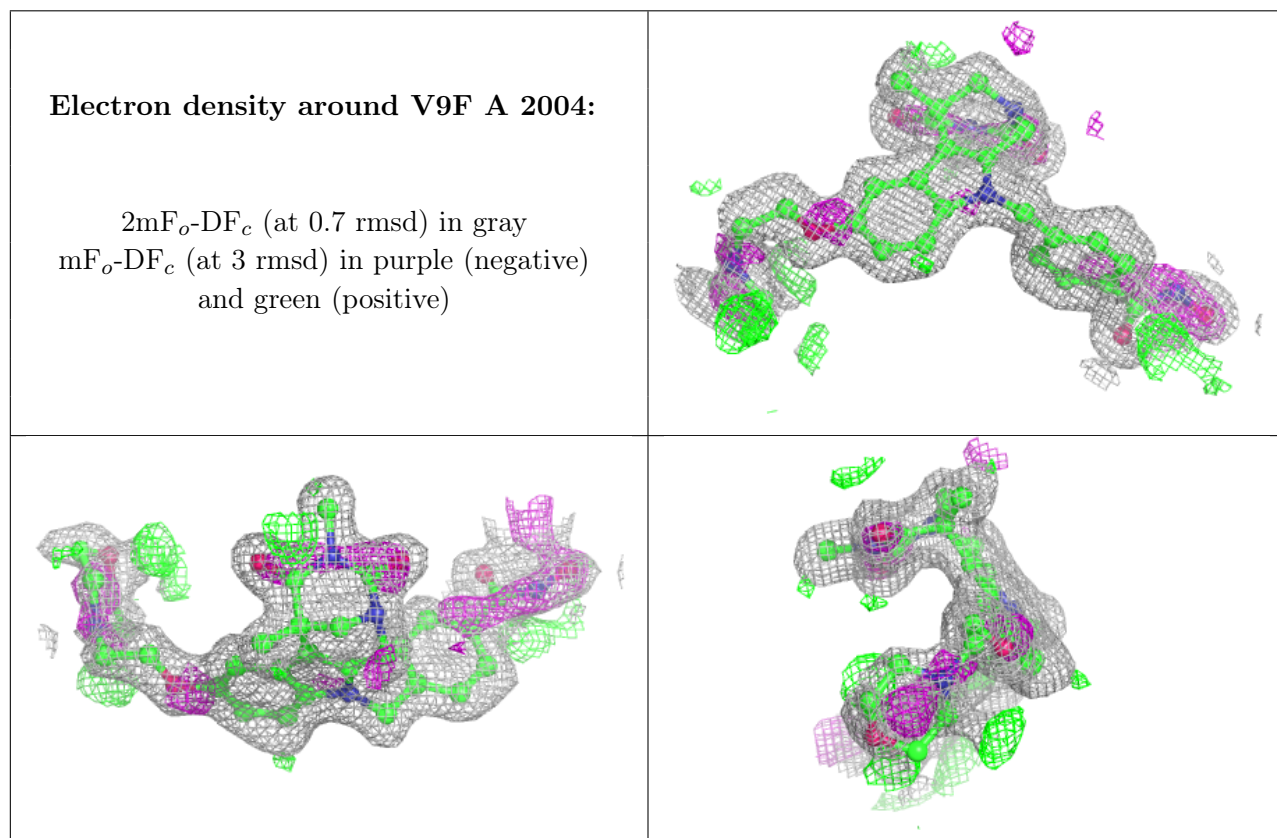 Electron density around V9F A 2004:
2mFo-DFc (at 0.7 rmsd) in gray
mFo-DFc (at 3 rmsd) in purple (negative)
and green (positive)